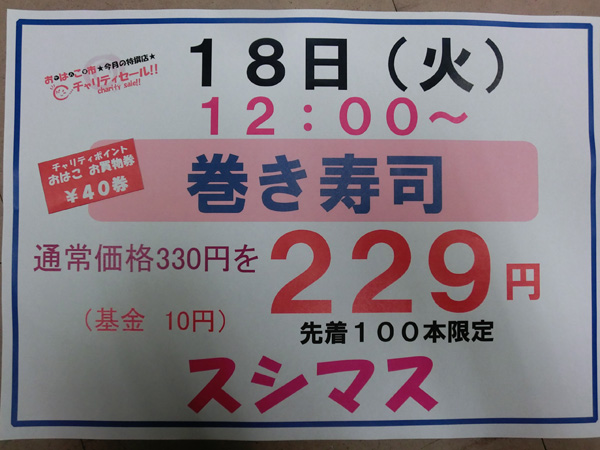 お・は・こ・市★今月の特撰店★
チャリティセール!!
charity sale!!
18日(火)
12:00~
チャリティポイント
おはこ お買物券
¥40券
巻き寿司
通常価格330円を
229円
(基金 10円)
先着100本限定
スシマス